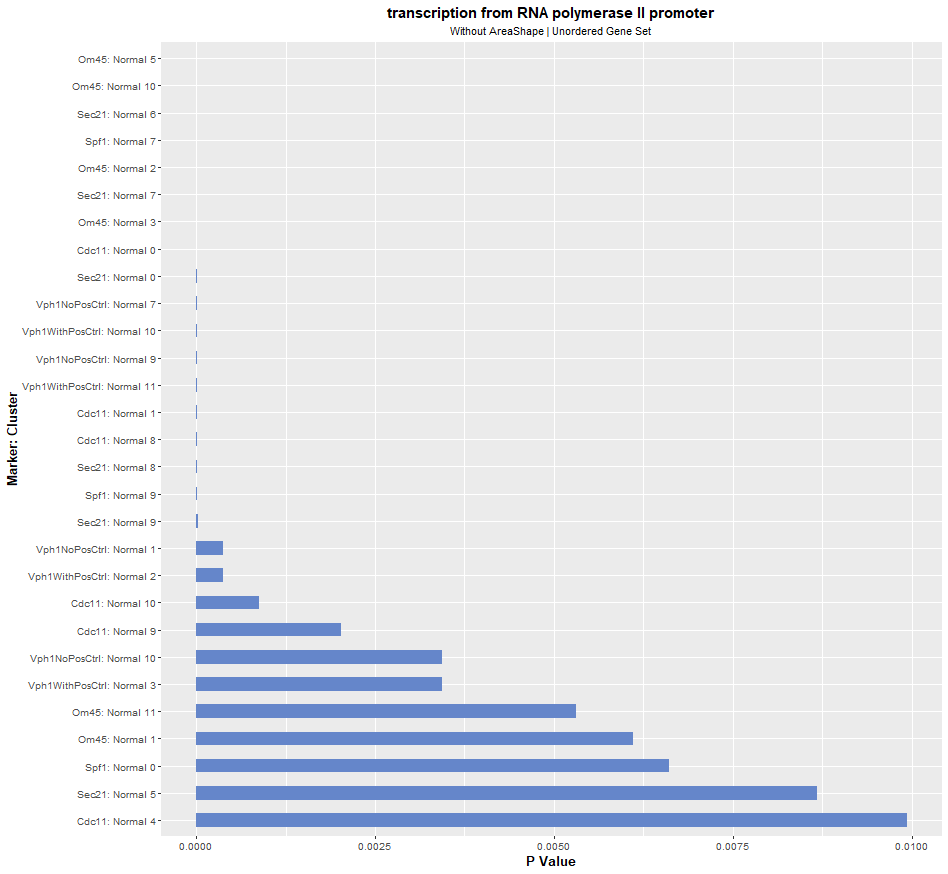 transcription from RNA polymerase II promoter
Without AreaShape | Unordered Gene Set
Marker: Cluster
Om45: Normal 5
Om45: Normal 10
Sec21: Normal 6
Spf1: Normal 7
Om45: Normal 2
Sec21: Normal 7
Om45: Normal 3
Cdc11: Normal 0
Sec21: Normal 0
Vph1NoPosCtrl: Normal 7
Vph1WithPosCtrl: Normal 10
Vph1NoPosCtrl: Normal 9
Vph1WithPosCtrl: Normal 11
Cdc11: Normal 1
Cdc11: Normal 8
Sec21: Normal 8
Spf1: Normal 9
Sec21: Normal 9
Vph1NoPosCtrl: Normal 1
Vph1WithPosCtrl: Normal 2
Cdc11: Normal 10
Cdc11: Normal 9
Vph1NoPosCtrl: Normal 10
Vph1WithPosCtrl: Normal 3
Om45: Normal 11
Om45: Normal 1
Spf1: Normal 0
Sec21: Normal 5
Cdc11: Normal 4
0.0000 0.0025 0.0050 0.0075 0.0100
P Value